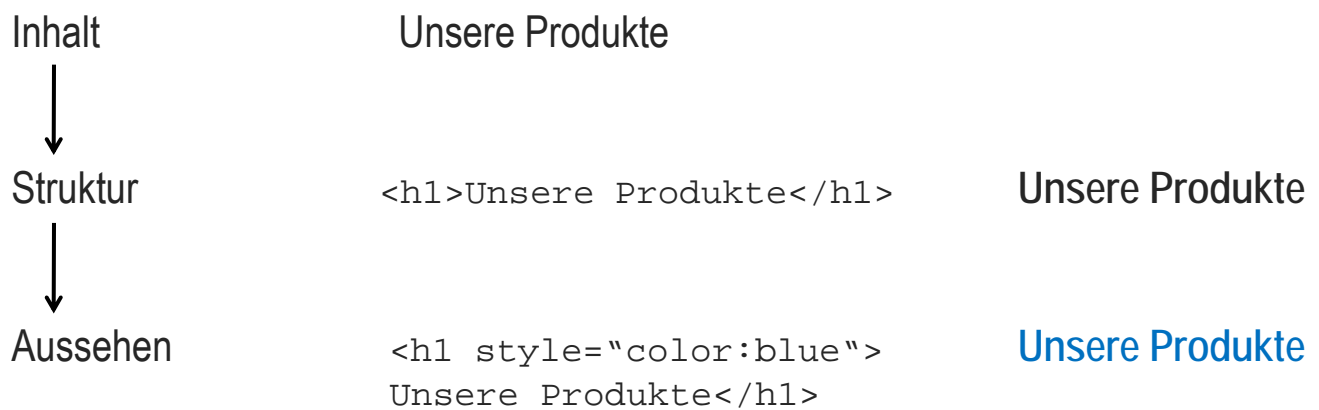 Inhalt Unsere Produkte
Struktur <h1>Unsere Produkte</h1> Unsere Produkte
Aussehen <h1 style=“color:blue“> Unsere Produkte
Unsere Produkte</h1>